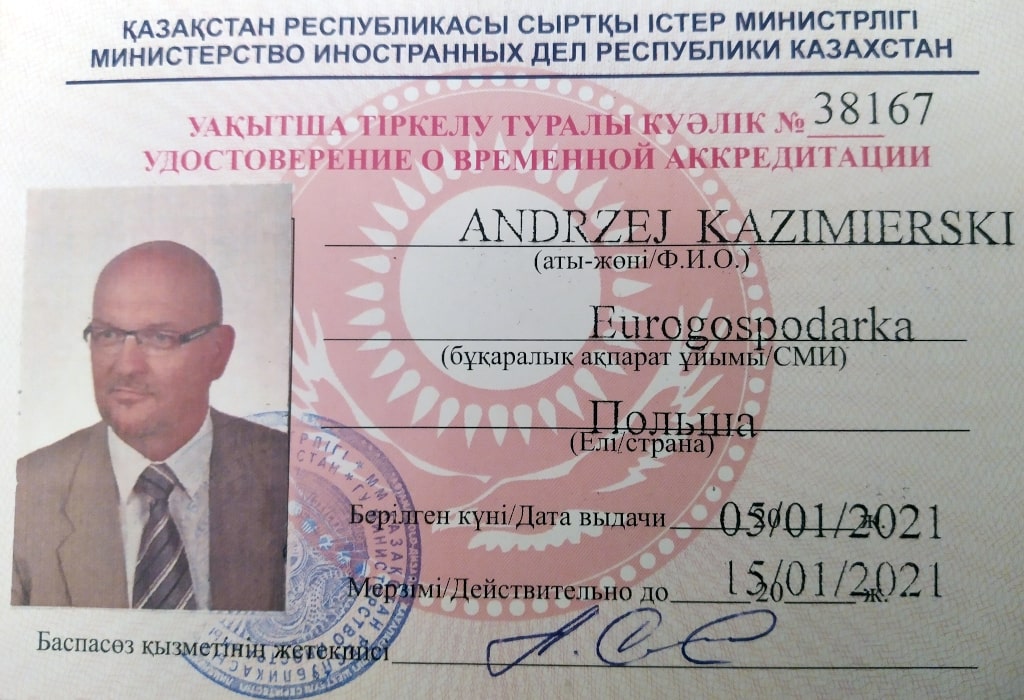 ҚАЗАҚСТАН РЕСПУБЛИКАСЫ СЫРТҚЫ ІСТЕР МИНИСТРЛІГІ
МИНИСТЕРСТВО ИНОСТРАННЫХ ДЕЛ РЕСПУБЛИКИ КАЗАХСТАН
УАҚЫТША ТІРКЕЛУ ТУРАЛЫ КУӘЛІК № 38167
УДОСТОВЕРЕНИЕ О ВРЕМЕННОЙ АККРЕДИТАЦИИ
ANDRZEJ KAZIMIERSKI
(аты-жөні/Ф.И.О.)
Eurogospodarka
(бұқаралық ақпарат ұйымы/СМИ)
Польша
(Елі/страна)
Берілген күні/Дата выдачи 05/01/2021
Мерзімі/Действительно до 15/01/2021
Баспасөз қызметінің жетекшісі